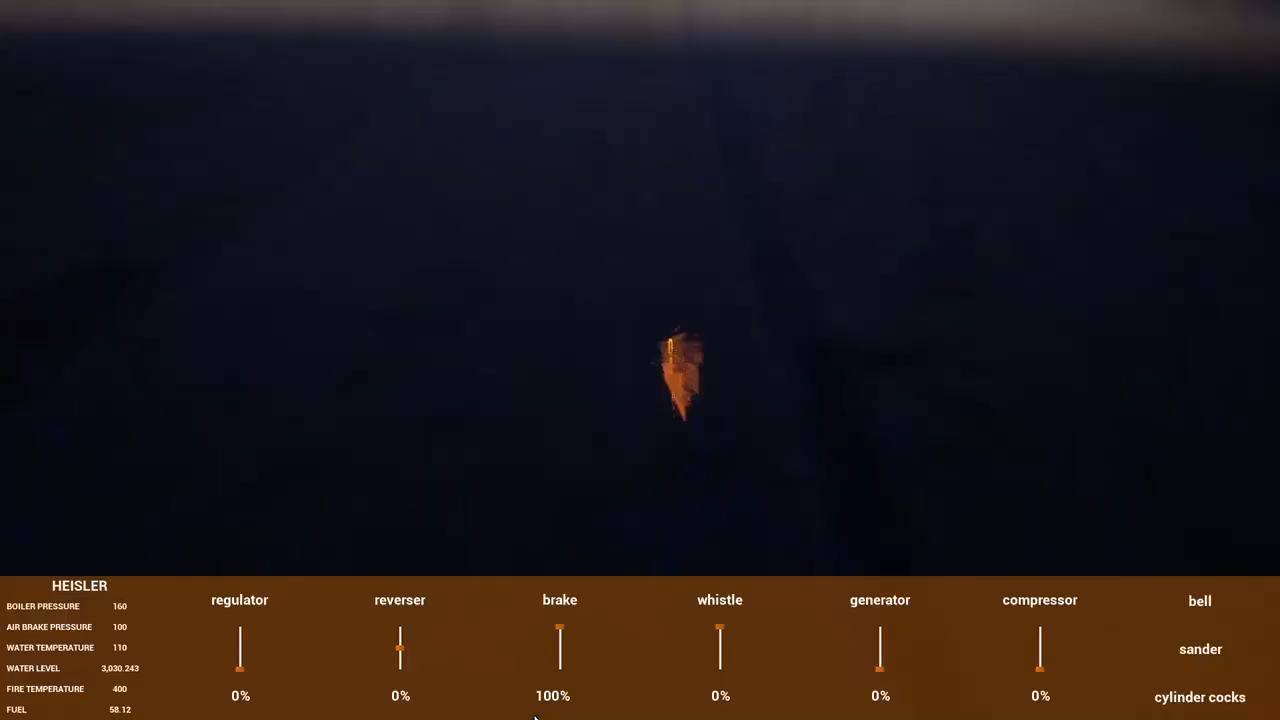 HEISLER
BOILER PRESSURE 160
AIR BRAKE PRESSURE 100
WATER TEMPERATURE 110
WATER LEVEL 3,030.243
FIRE TEMPERATURE 400
FUEL 58.12
regulator
0%
reverser
0%
brake
100%
whistle
0%
generator
0%
compressor
0%
bell
sander
cylinder cocks